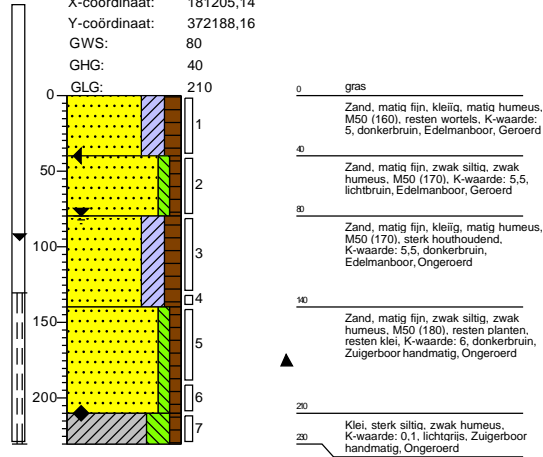 X-coördinaat: 181205,14
Y-coördinaat: 372188,16
GWS: 80
GHG: 40
GLG: 210
0
50
100
150
200
1
2
3
4
5
6
7
0 gras
Zand, matig fijn, kleiïg, matig humeus,
M50 (160), resten wortels, K-waarde:
5, donkerbruin, Edelmanboor, Geroerd
40
Zand, matig fijn, zwak siltig, zwak
humeus, M50 (170), K-waarde: 5,5,
lichtbruin, Edelmanboor, Geroerd
80
Zand, matig fijn, kleiïg, matig humeus,
M50 (170), sterk houthoudend,
K-waarde: 5,5, donkerbruin,
Edelmanboor, Ongeroerd
140
Zand, matig fijn, zwak siltig, zwak
humeus, M50 (180), resten planten,
resten klei, K-waarde: 6, donkerbruin,
Zuigerboor handmatig, Ongeroerd
210
Klei, sterk siltig, zwak humeus,
K-waarde: 0,1, lichtgrijs, Zuigerboor
handmatig, Ongeroerd
230